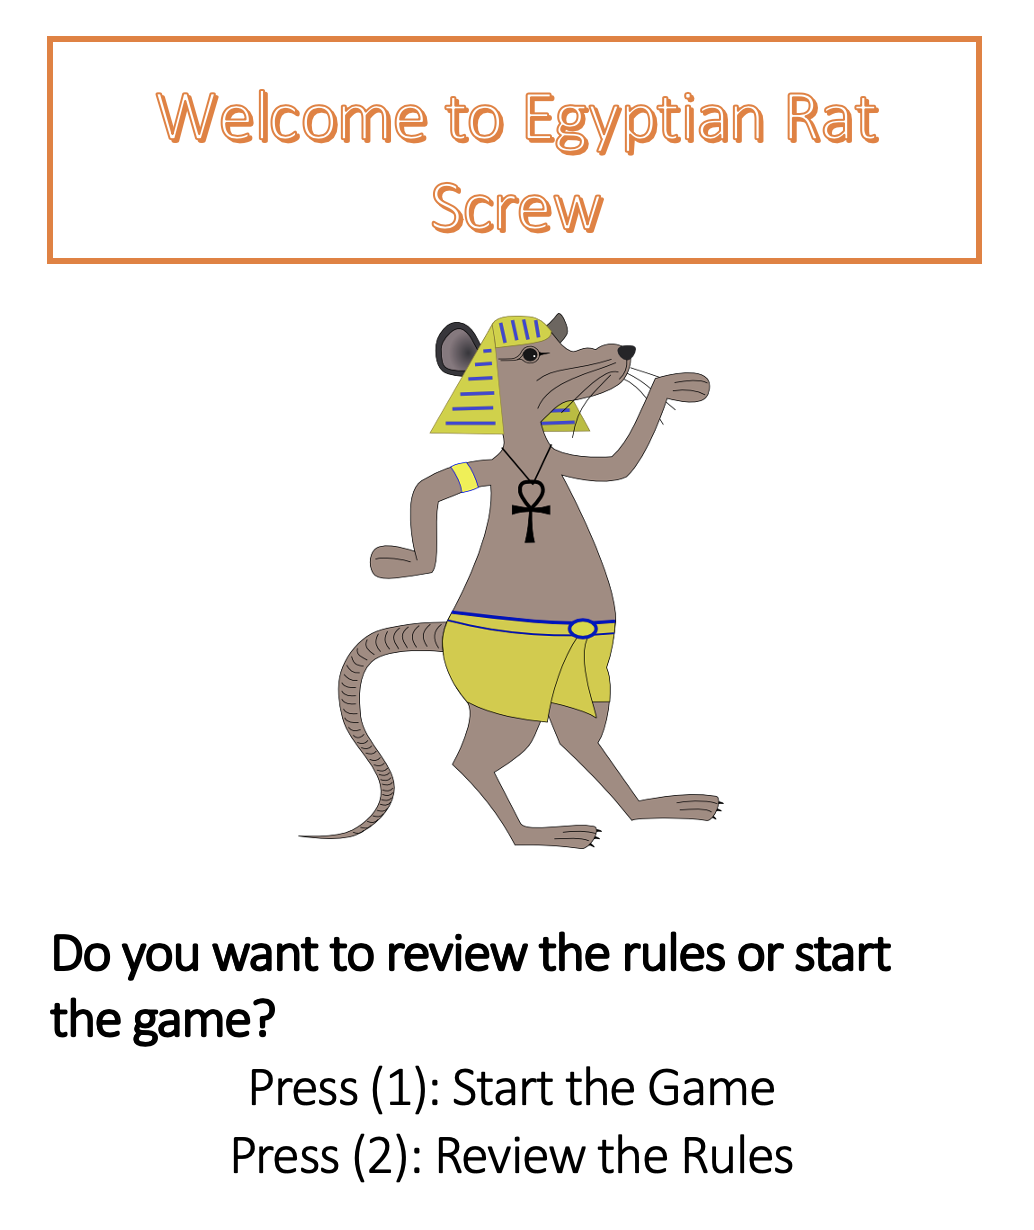 Welcome to Egyptian Rat
Screw
Do you want to review the rules or start
the game?
Press (1): Start the Game
Press (2): Review the Rules